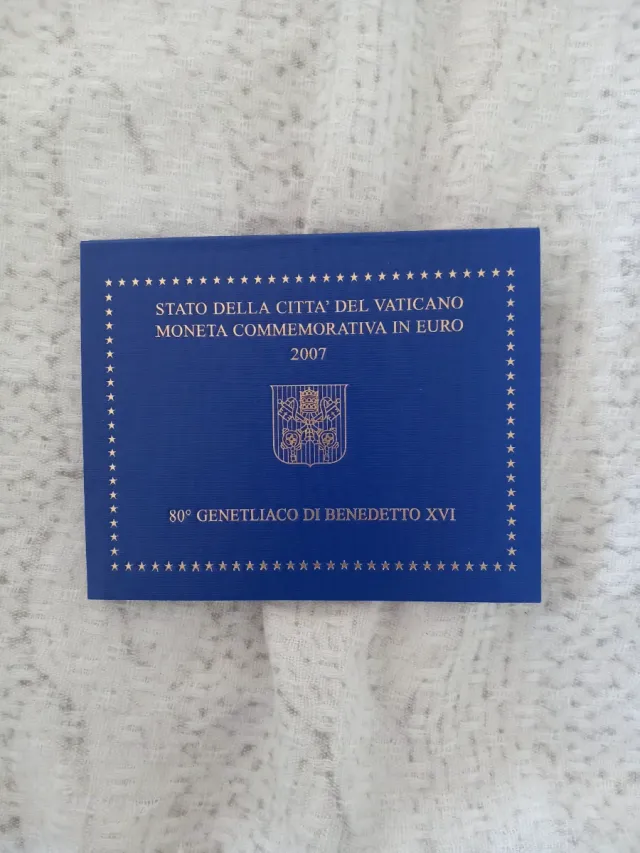 STATO DELLA CITTA' DEL VATICANO
MONETA COMMEMORATIVA IN EURO
2007
80° GENETLIACO DI BENEDETTO XVI